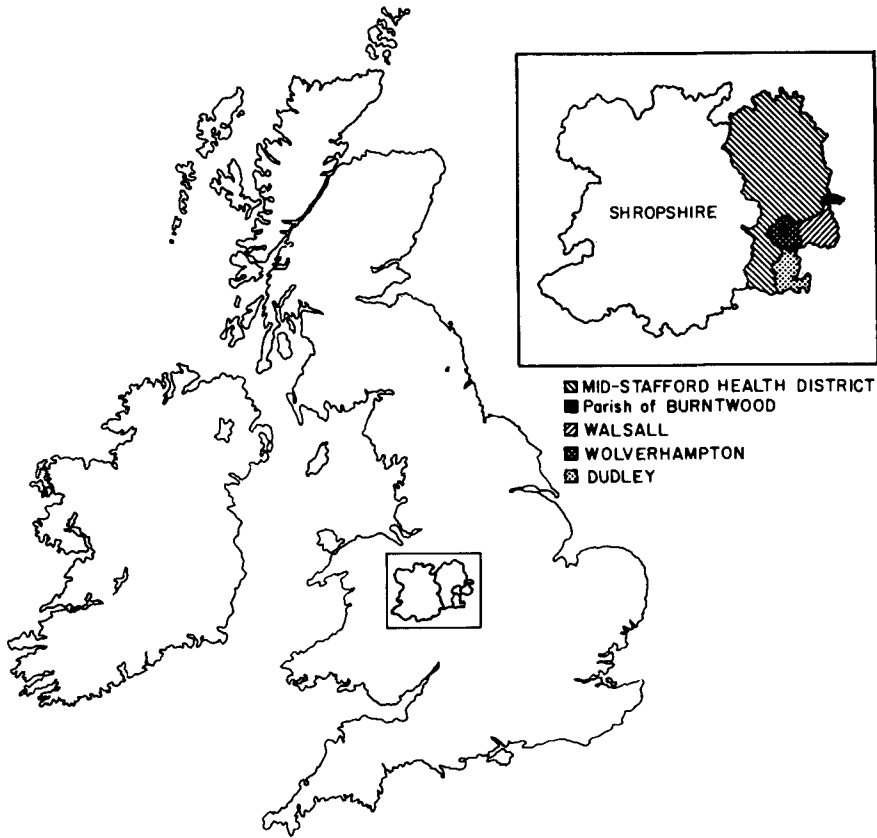 SHROPSHIRE
MID-STAFFORD HEALTH DISTRICT
Parish of BURNTWOOD
WALSALL
WOLVERHAMPTON
DUDLEY